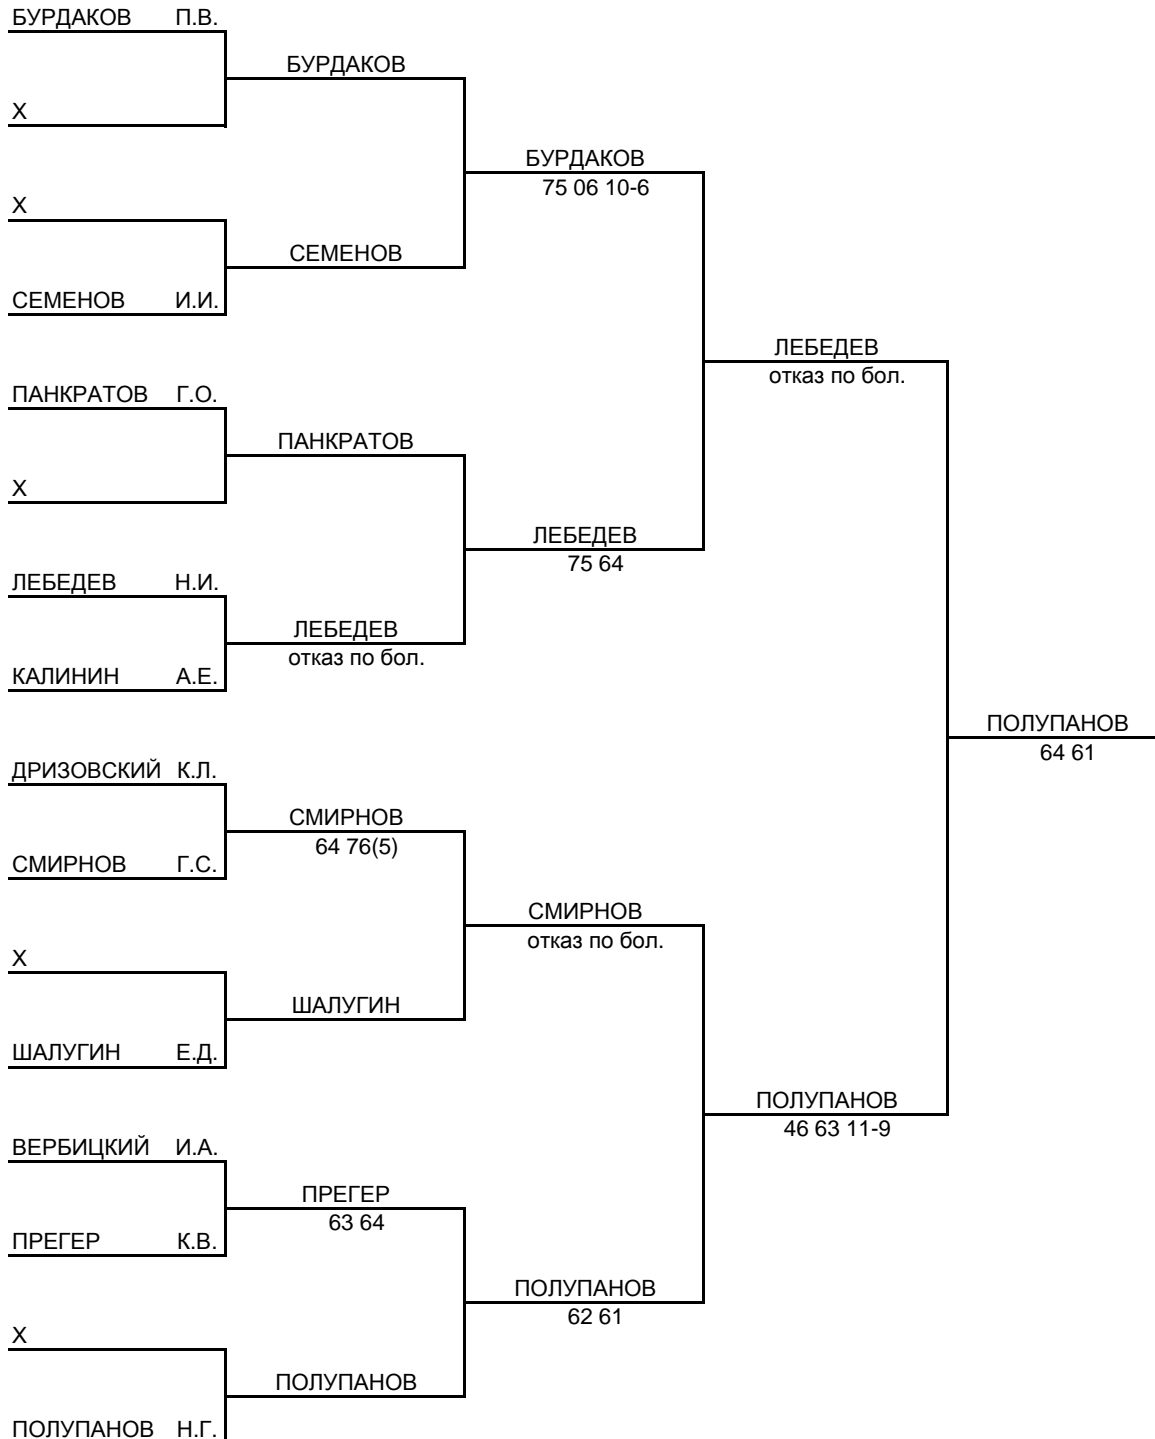 БУРДАКОВ П.В.
БУРДАКОВ
Х
БУРДАКОВ
75 06 10-6
Х
СЕМЕНОВ
СЕМЕНОВ И.И.
ЛЕБЕДЕВ
отказ по бол.
ПАНКРАТОВ Г.О.
ПАНКРАТОВ
Х
ЛЕБЕДЕВ
75 64
ЛЕБЕДЕВ Н.И.
ЛЕБЕДЕВ
отказ по бол.
КАЛИНИН А.Е.
ПОЛУПАНОВ
64 61
ДРИЗОВСКИЙ К.Л.
СМИРНОВ
64 76(5)
СМИРНОВ Г.С.
СМИРНОВ
отказ по бол.
Х
ШАЛУГИН
ШАЛУГИН Е.Д.
ПОЛУПАНОВ
46 63 11-9
ВЕРБИЦКИЙ И.А.
ПРЕГЕР
63 64
ПРЕГЕР К.В.
ПОЛУПАНОВ
62 61
Х
ПОЛУПАНОВ
ПОЛУПАНОВ Н.Г.